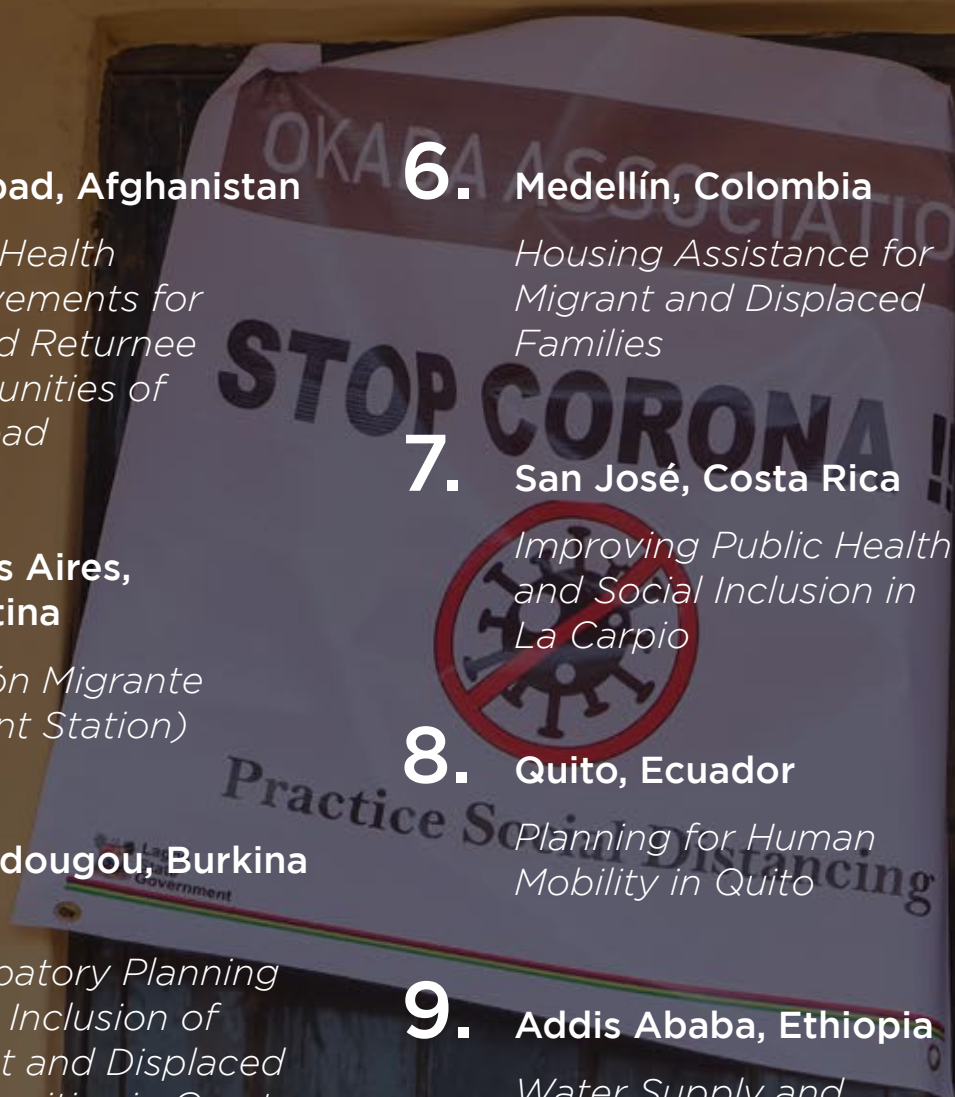 bad, Afghanistan
Health
vements for
d Returnee
unities of
ad
s Aires,
tina
ón Migrante
nt Station)
dougou, Burkina
patory Planning
Inclusion of
t and Displaced
6. Medellín, Colombia
Housing Assistance for
Migrant and Displaced
Families
7. San José, Costa Rica
Improving Public Health
and Social Inclusion in
La Carpio
8. Quito, Ecuador
Planning for Human
Mobility in Quito
9. Addis Ababa, Ethiopia
Water Supply and
OKABA ASSOCIATIO
STOP CORONA !!
Practice Social Distancing
Government